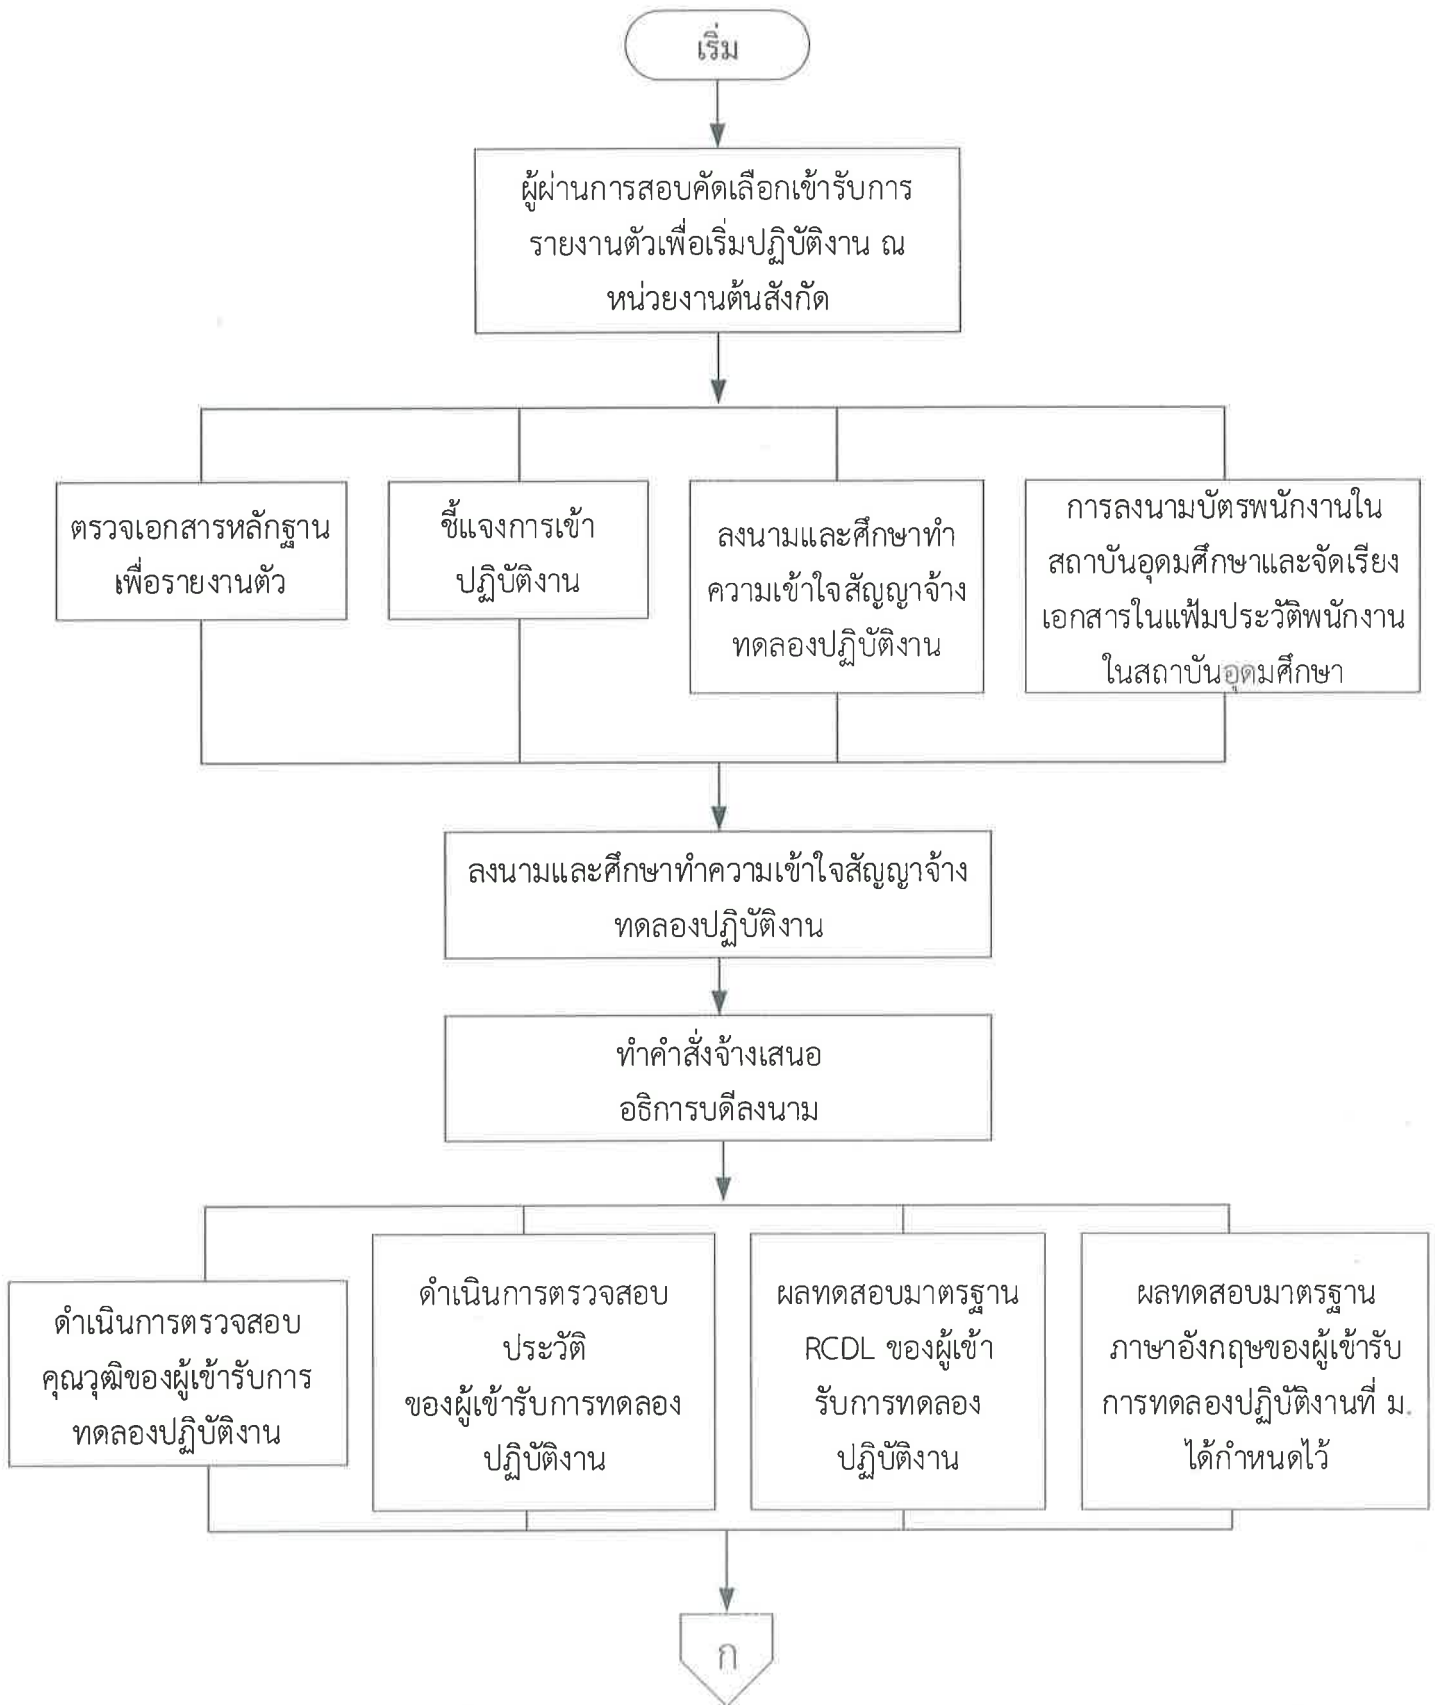 เริ่ม
ผู้ผ่านการสอบคัดเลือกเข้ารับการ
รายงานตัวเพื่อเริ่มปฏิบัติงาน ณ
หน่วยงานต้นสังกัด
ตรวจเอกสารหลักฐาน
เพื่อรายงานตัว
ชี้แจงการเข้า
ปฏิบัติงาน
ลงนามและศึกษาทำ
ความเข้าใจสัญญาจ้าง
ทดลองปฏิบัติงาน
การลงนามบัตรพนักงานใน
สถาบันอุดมศึกษาและจัดเรียง
เอกสารในแฟ้มประวัติพนักงาน
ในสถาบันอุดมศึกษา
ลงนามและศึกษาทำความเข้าใจสัญญาจ้าง
ทดลองปฏิบัติงาน
ทำคำสั่งจ้างเสนอ
อธิการบดีลงนาม
ดำเนินการตรวจสอบ
คุณวุฒิของผู้เข้ารับการ
ทดลองปฏิบัติงาน
ดำเนินการตรวจสอบ
ประวัติ
ของผู้เข้ารับการทดลอง
ปฏิบัติงาน
ผลทดสอบมาตรฐาน
RCDL ของผู้เข้า
รับการทดลอง
ปฏิบัติงาน
ผลทดสอบมาตรฐาน
ภาษาอังกฤษของผู้เข้ารับ
การทดลองปฏิบัติงานที่ ม.
ได้กำหนดไว้
ก